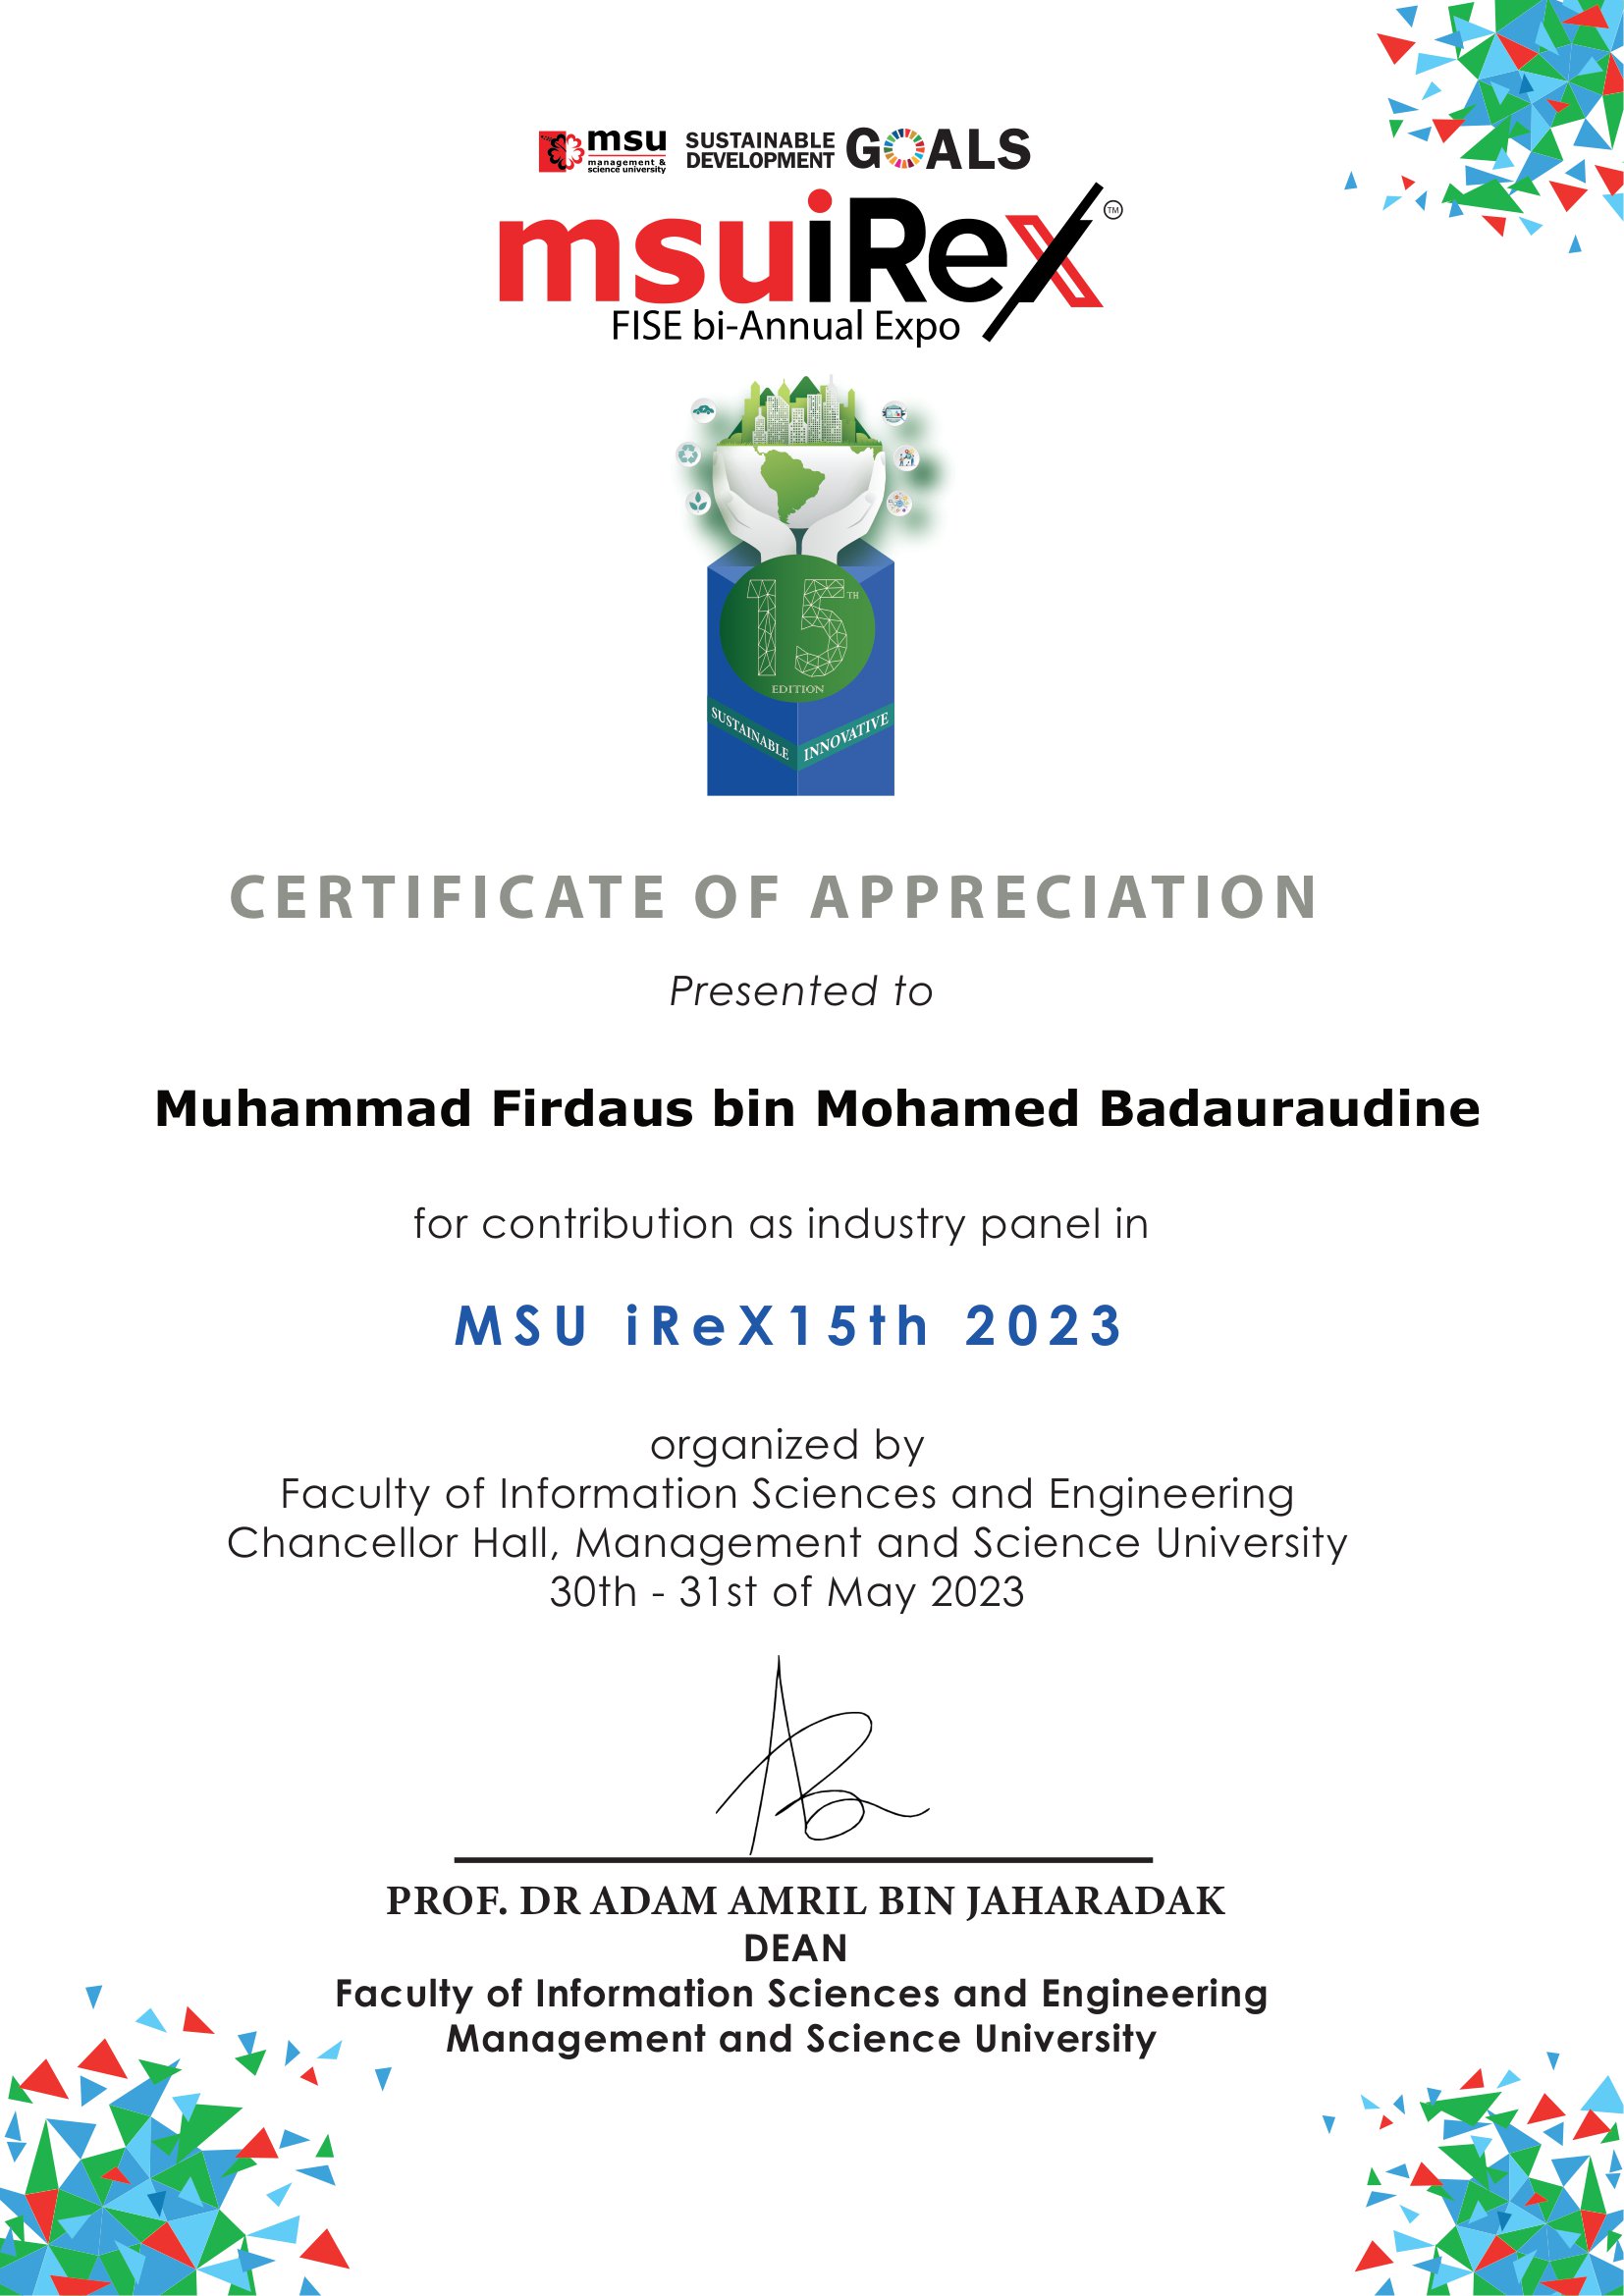 msu
management &
science university
SUSTAINABLE
DEVELOPMENT
GOALS
msuiReX TM
FISE bi-Annual Expo
15TH
EDITION
SUSTAINABLE INNOVATIVE
CERTIFICATE OF APPRECIATION
Presented to
Muhammad Firdaus bin Mohamed Badauraudine
for contribution as industry panel in
MSU iReX15th 2023
organized by
Faculty of Information Sciences and Engineering
Chancellor Hall, Management and Science University
30th - 31st of May 2023
PROF. DR ADAM AMRIL BIN JAHARADAK
DEAN
Faculty of Information Sciences and Engineering
Management and Science University